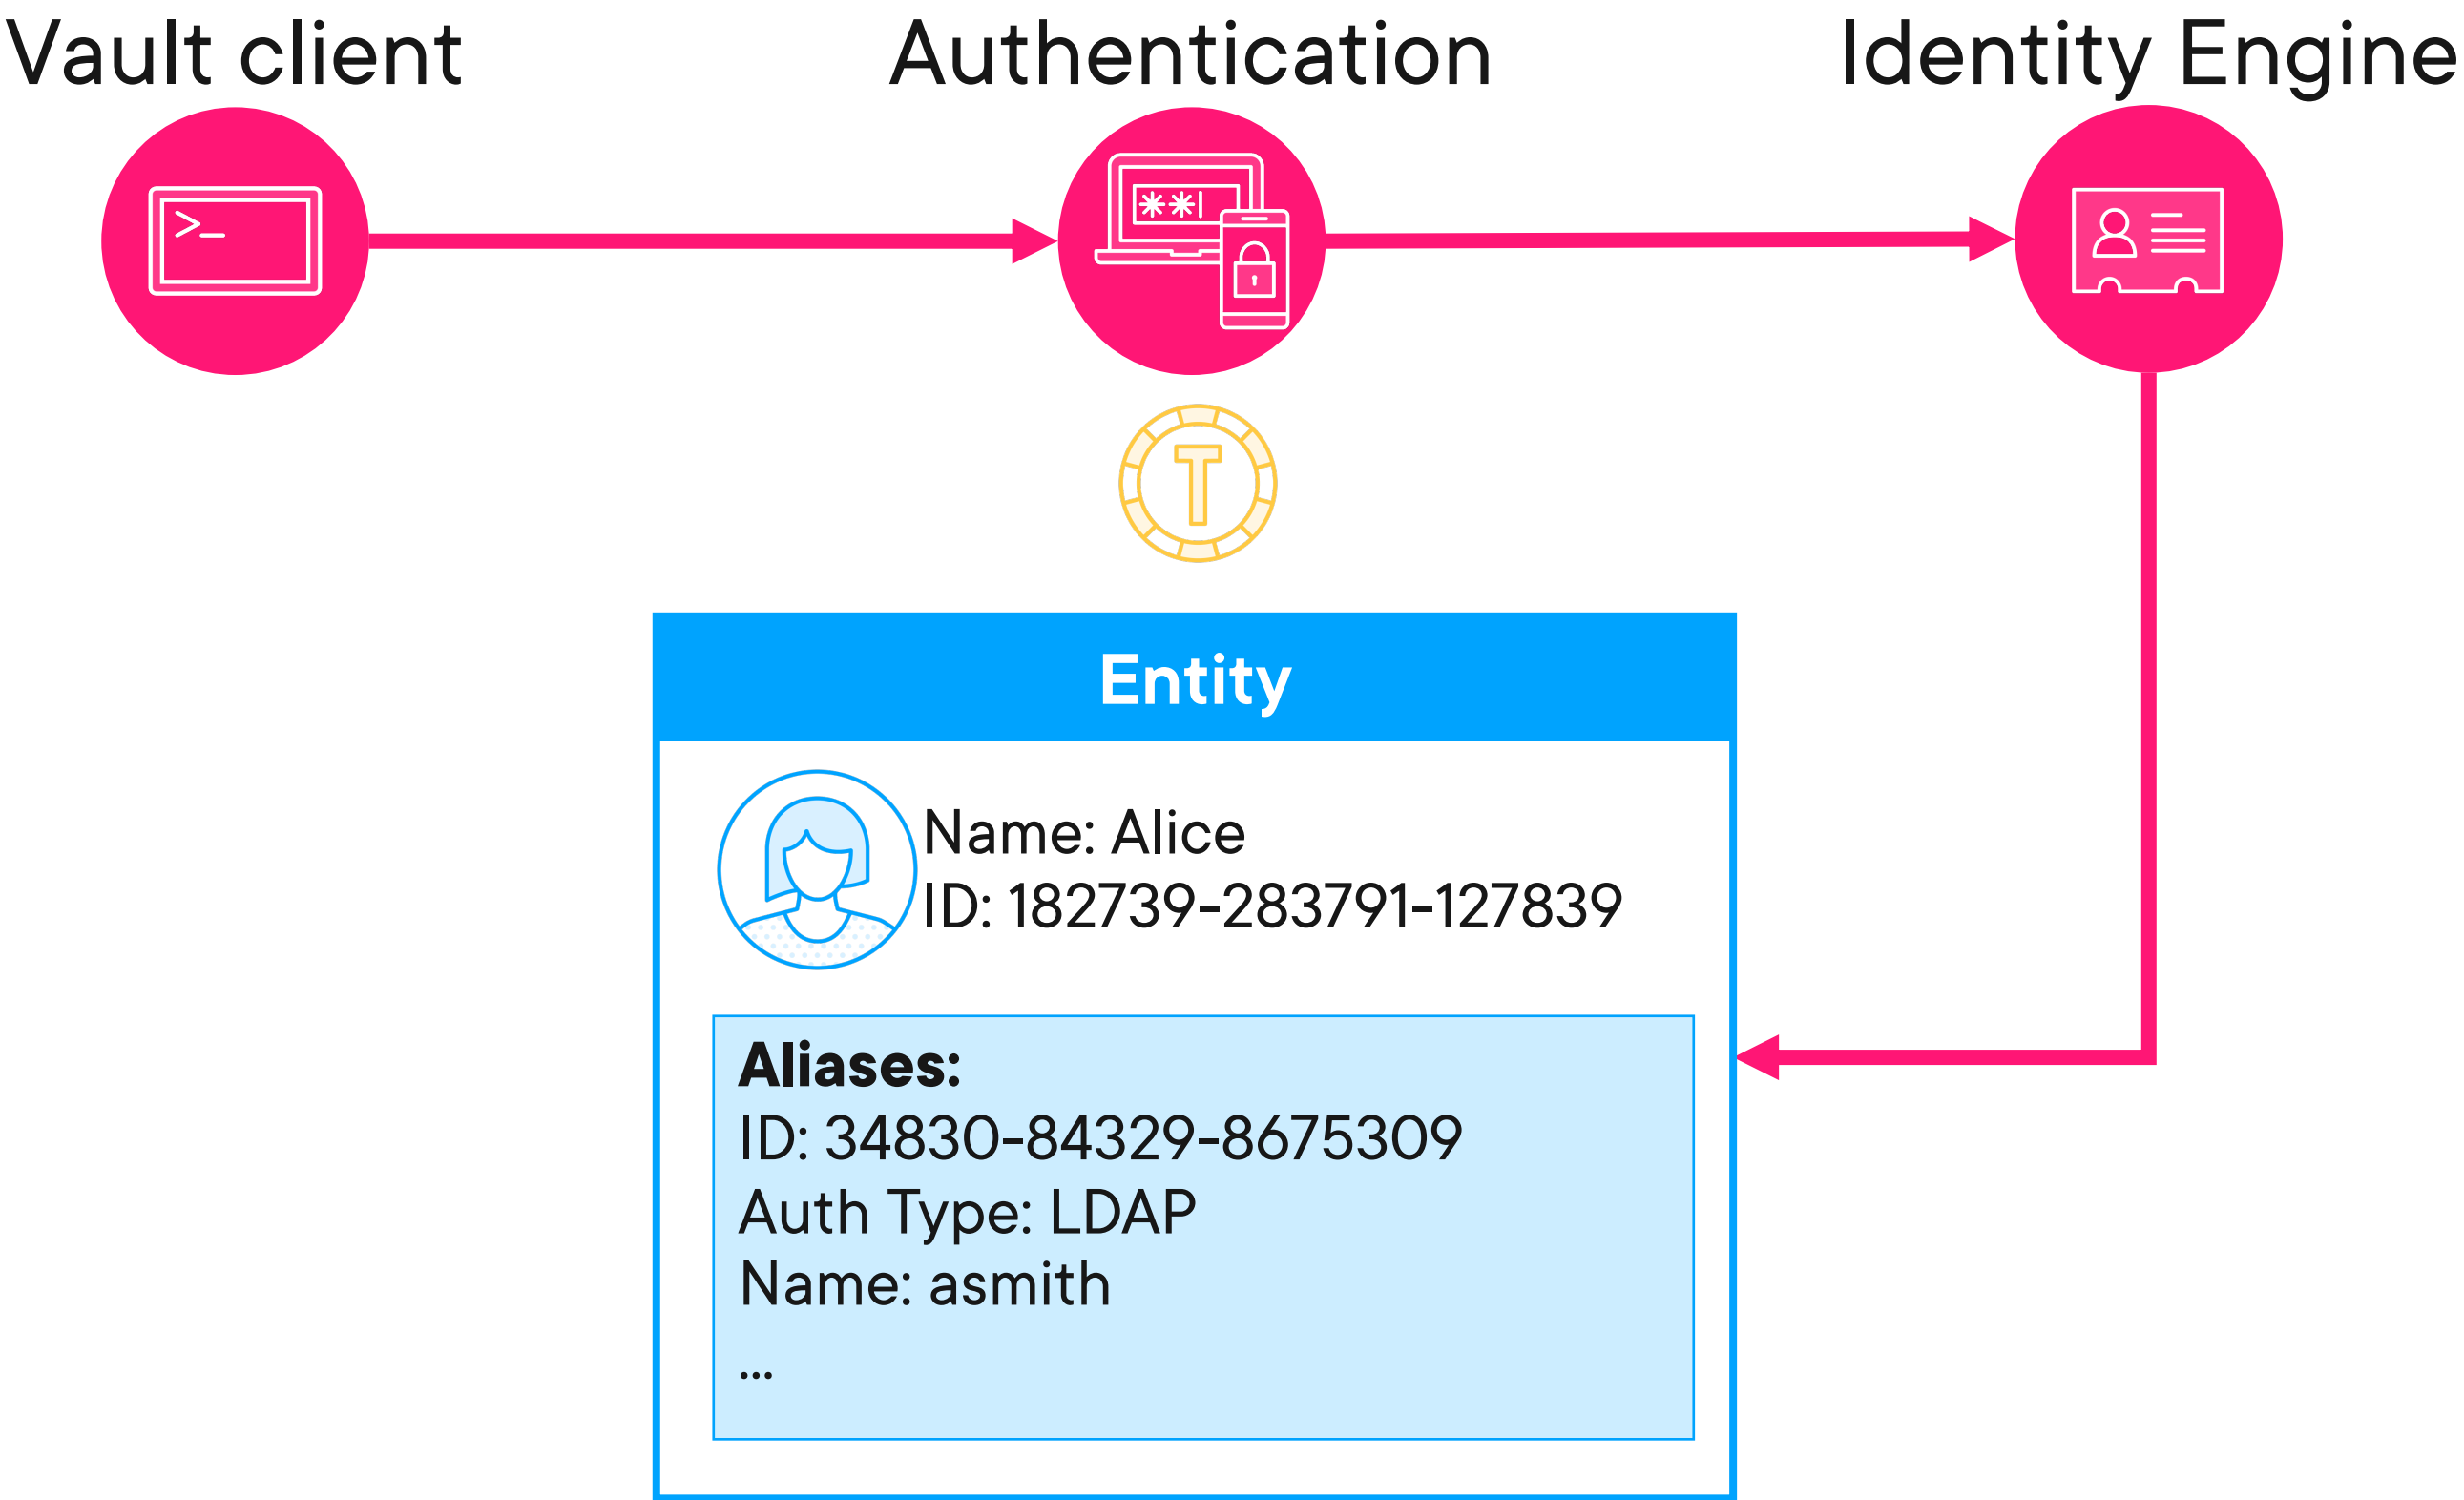 Vault client
Authentication
Identity Engine
**
T
Entity
Name: Alice
ID: 182739-283791-127839
Aliases:
ID: 34830-84329-8675309
Auth Type: LDAP
Name: asmith
...